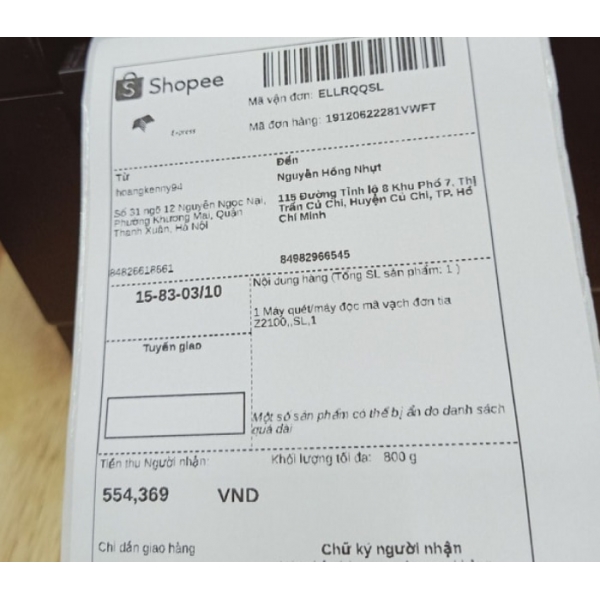 Shopee
Mã vận đơn: ELLRQQSL
Express
Mã đơn hàng: 19120622281VWFT
Từ
hoangkenny94
Số 31 ngõ 12 Nguyễn Ngọc Nại,
Phường Khương Mai, Quận
Thanh Xuân, Hà Nội
84826618661
Đến
Nguyễn Hồng Nhựt
115 Đường Tỉnh lộ 8 Khu Phố 7, Thị
Trấn Củ Chi, Huyện Củ Chi, TP. Hồ
Chí Minh
84982966545
15-83-03/10
Nội dung hàng (Tổng SL sản phẩm: 1 )
1 Máy quét/máy đọc mã vạch đơn tia
Z2100,,SL,1
Tuyến giao
Một số sản phẩm có thể bị ẩn do danh sách
quá dài
Tiền thu Người nhận:
Khối lượng tối đa: 800 g
554,369 VND
Chỉ dẫn giao hàng
Chữ ký người nhận